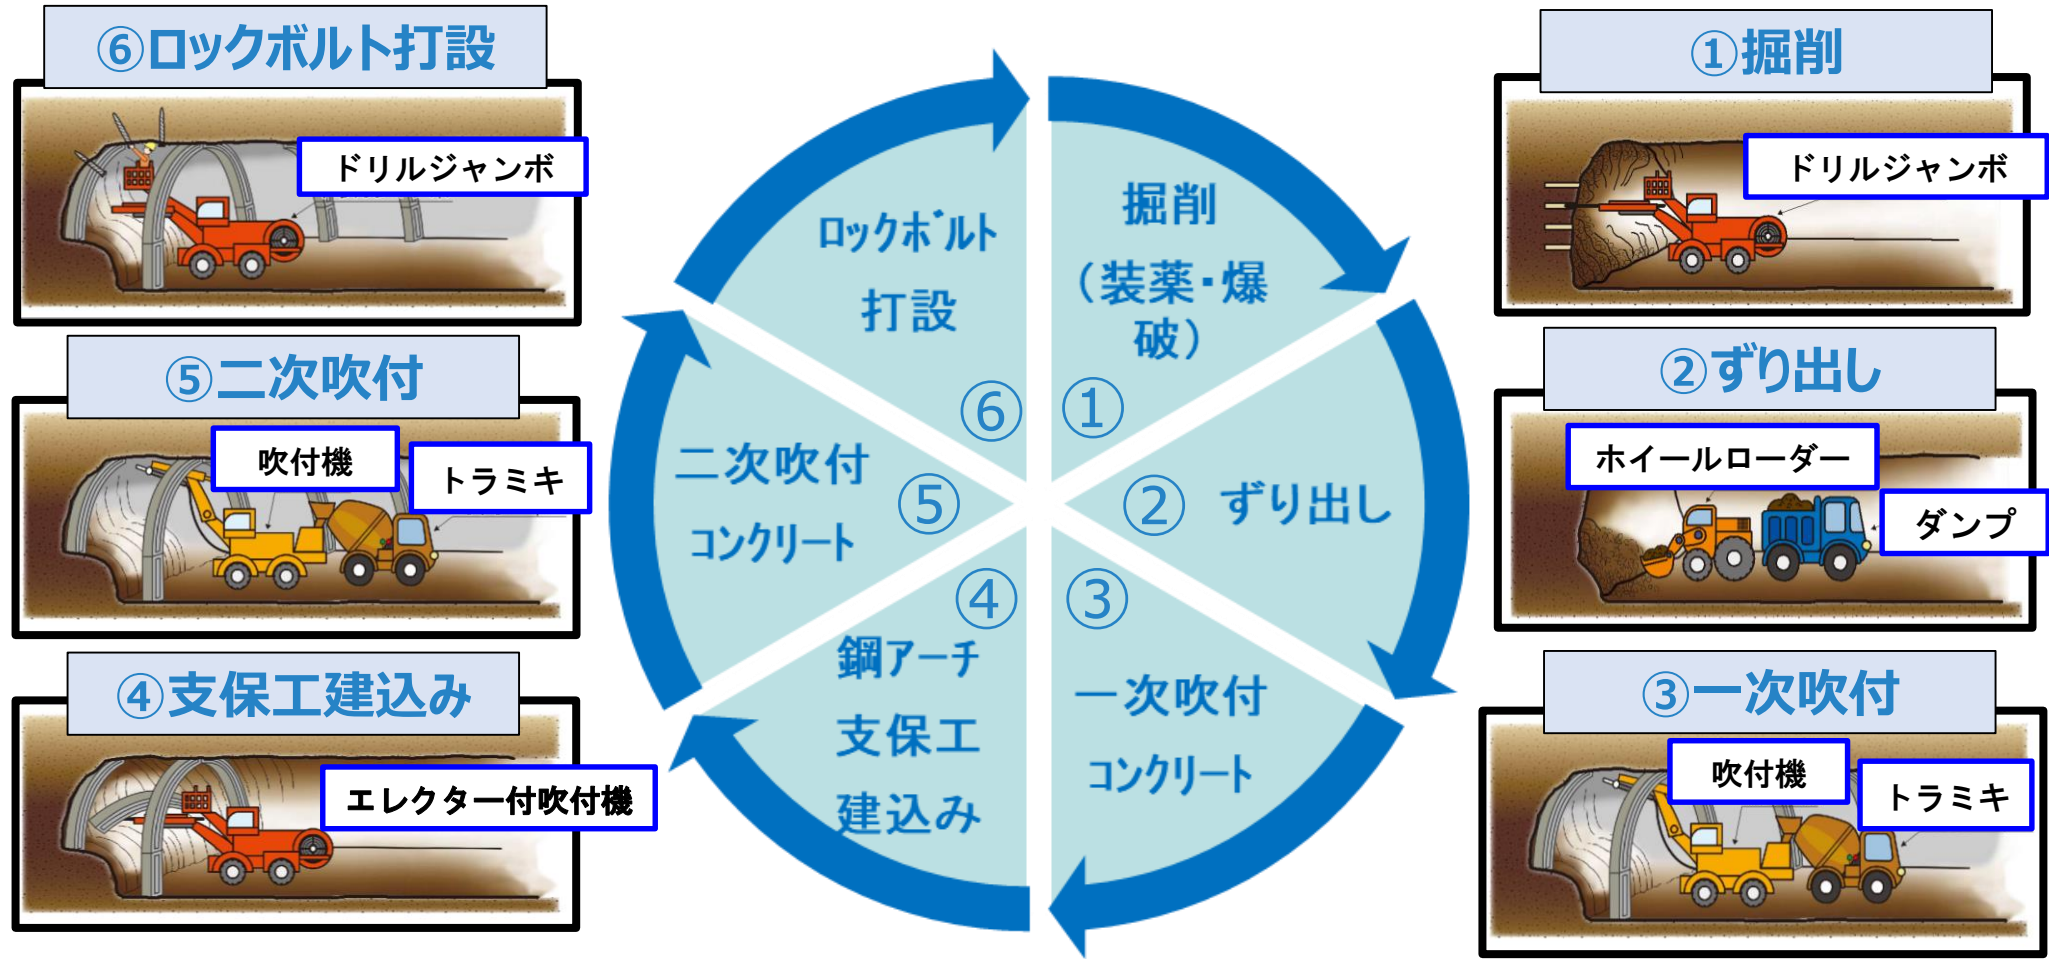 ⑥ロックボルト打設
ドリルジャンボ
⑤二次吹付
吹付機
トラミキ
④支保工建込み
エレクター付吹付機
ロックボルト
打設
⑥
掘削
(装薬・爆
破)
①
二次吹付
コンクリート
⑤
②
ずり出し
④
鋼アーチ
支保工
建込み
③
一次吹付
コンクリート
①掘削
ドリルジャンボ
②ずり出し
ホイールローダー
ダンプ
③一次吹付
吹付機
トラミキ